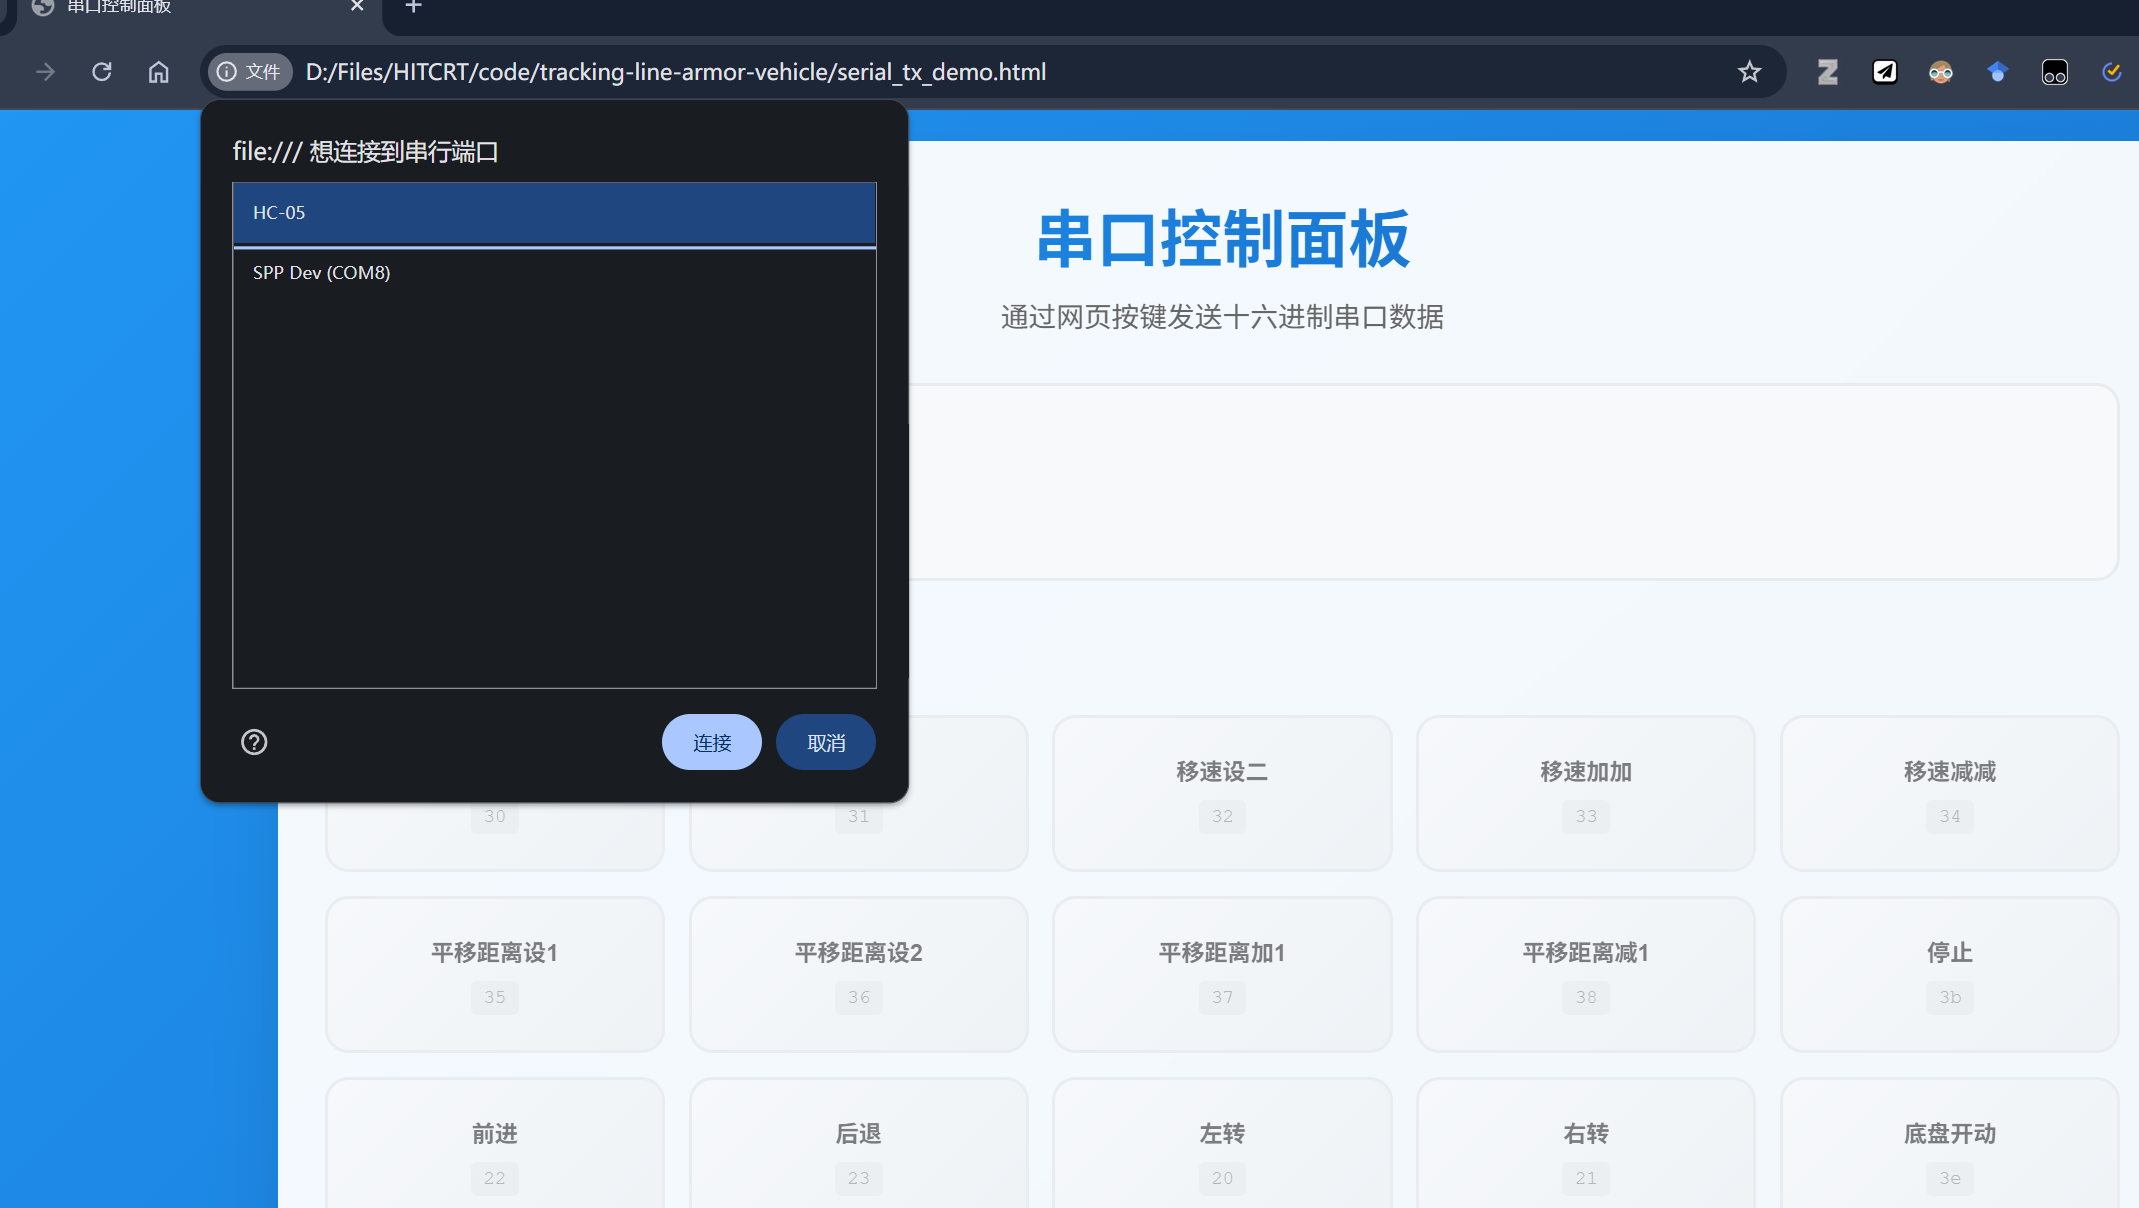 串口控制面板
文件 D:/Files/HITCRT/code/tracking-line-armor-vehicle/serial_tx_demo.html
file:/// 想连接到串行端口
HC-05
SPP Dev (COM8)
连接 取消
串口控制面板
通过网页按键发送十六进制串口数据
移速设二 移速加加 移速减减
30 31 32 33 34
平移距离设1 平移距离设2 平移距离加1 平移距离减1 停止
35 36 37 38 3b
前进 后退 左转 右转 底盘开动
22 23 20 21 3e